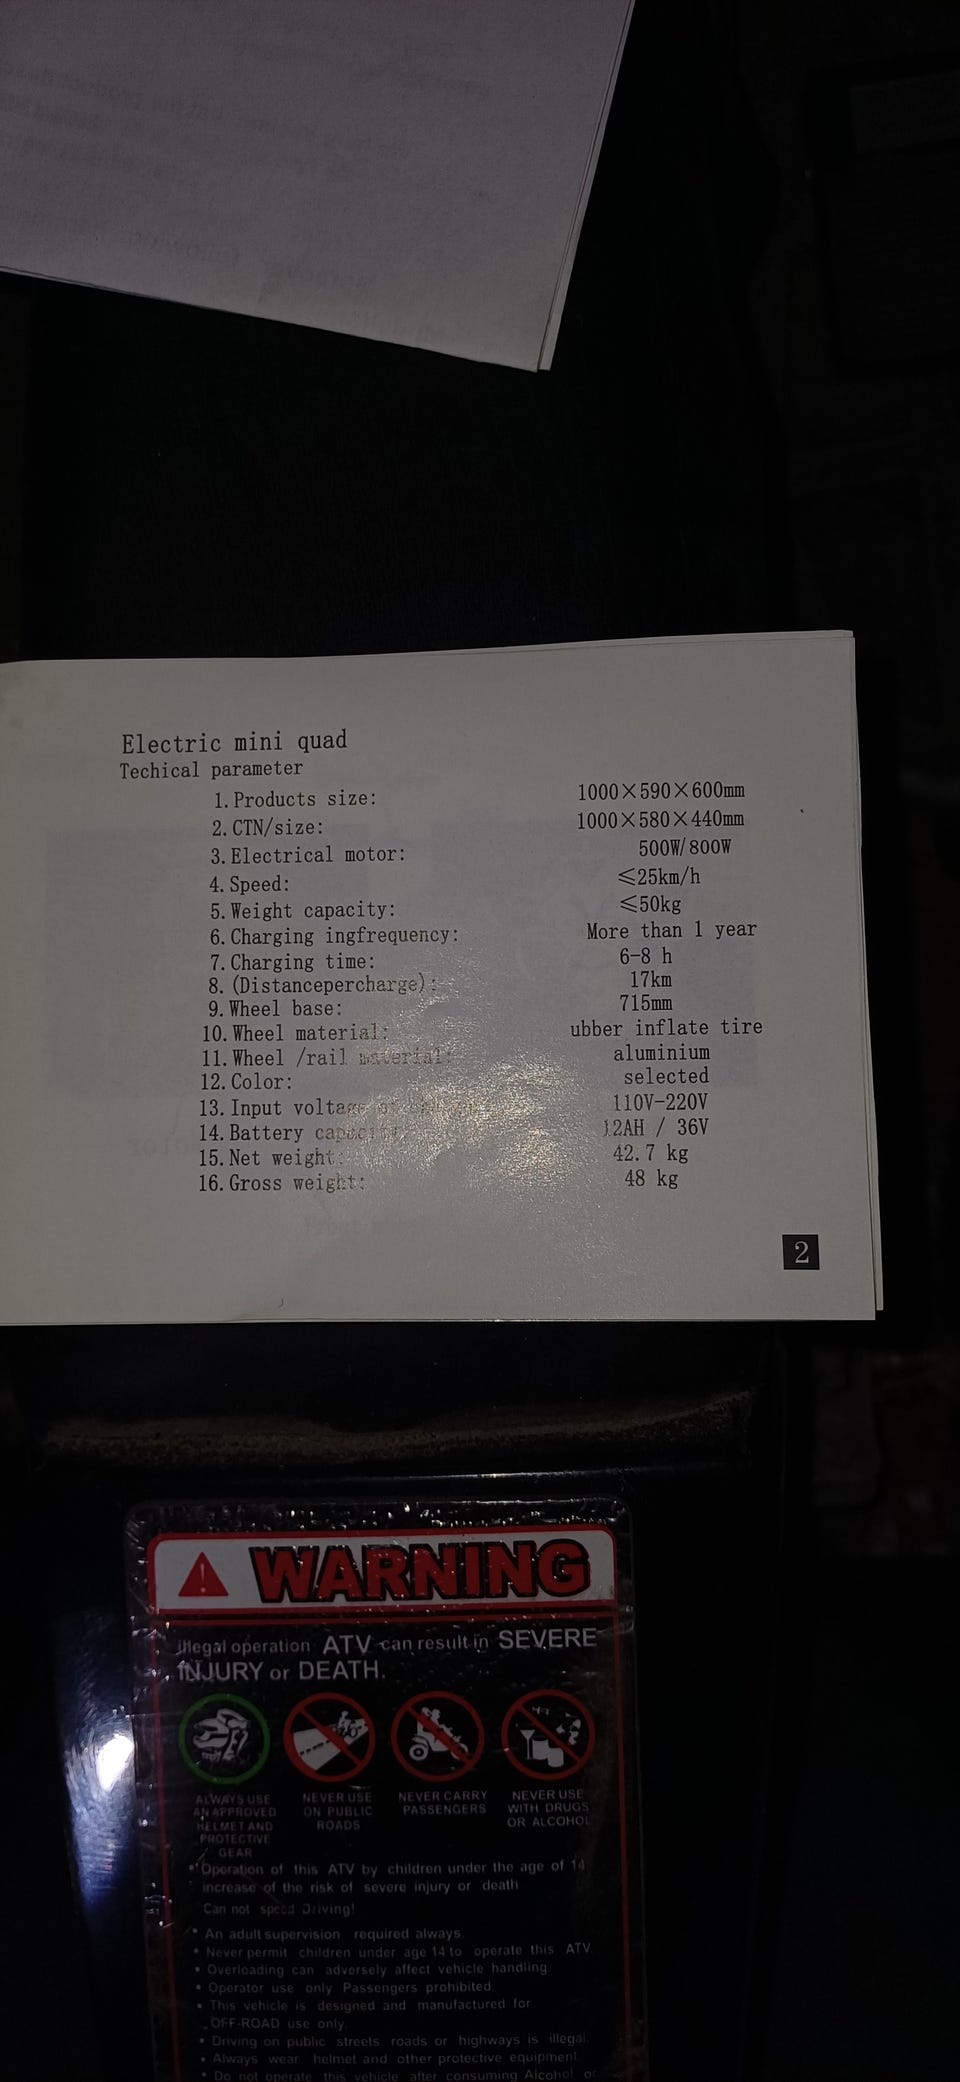 Electric mini quad
Techical parameter
1. Products size: 1000×590×600mm
2. CTN/size: 1000×580×440mm
3. Electrical motor: 500W/800W
4. Speed: ≤25km/h
5. Weight capacity: ≤50kg
6. Charging ingfrequency: More than 1 year
7. Charging time: 6-8 h
8. (Distancepercharge): 17km
9. Wheel base: 715mm
10. Wheel material: ubber inflate tire
11. Wheel /rail material: aluminium
12. Color: selected
13. Input voltage of 110V-220V
14. Battery capacity: 12AH / 36V
15. Net weight: 42.7 kg
16. Gross weight: 48 kg
2
WARNING
illegal operation ATV can result in SEVERE
INJURY or DEATH.
ALWAYS USE
AN APPROVED
HELMET AND
PROTECTIVE
GEAR
NEVER USE
ON PUBLIC
ROADS
NEVER CARRY
PASSENGERS
NEVER USE
WITH DRUGS
OR ALCOHOL
• Operation of this ATV by children under the age of 14
increase of the risk of severe injury or death
Can not speed Driving!
• An adult supervision required always.
• Never permit children under age 14 to operate this ATV
• Overloading can adversely affect vehicle handling.
• Operator use only. Passengers prohibited.
• This vehicle is designed and manufactured for
OFF-ROAD use only.
• Driving on public streets roads or highways is illegal.
• Always wear helmet and other protective equipment
• Do not operate this vehicle after consuming Alcohol or